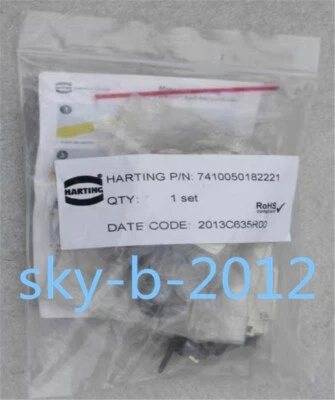 HARTING
HARTING P/N: 7410050182221
QTY: 1 set
RoHS
compliant
DATE CODE: 2013C635R00
sky-b-2012